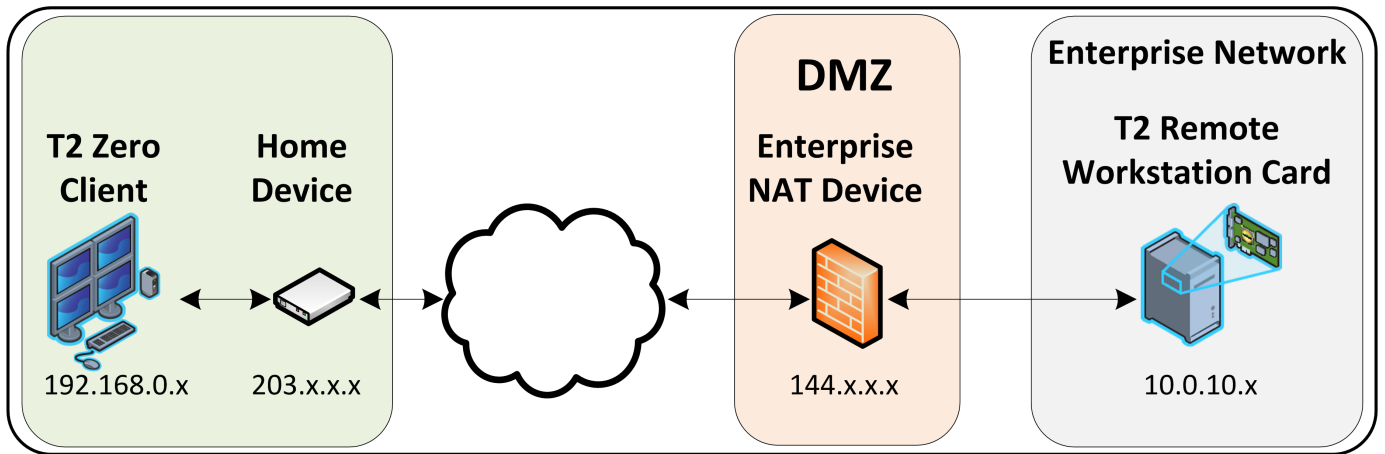 T2 Zero
Client
192.168.0.x
Home
Device
203.x.x.x
DMZ
Enterprise
NAT Device
144.x.x.x
Enterprise Network
T2 Remote
Workstation Card
10.0.10.x